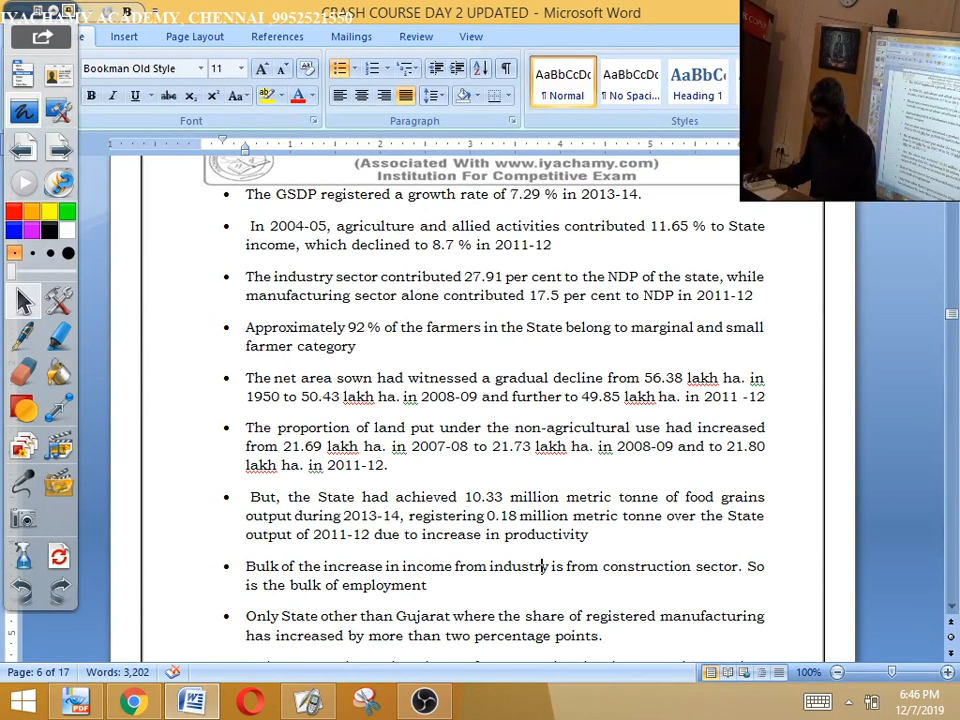 IYACHAMY ACADEMY, CHENNAI ,9952521550
CRASH COURSE DAY 2 UPDATED - Microsoft Word
Insert Page Layout References Mailings Review View
Bookman Old Style 11
AaBbCcDc AaBbCcDc AaBbC
¶ Normal ¶ No Spaci... Heading 1
Font Paragraph Styles
(Associated With www.iyachamy.com)
Institution For Competitive Exam
• The GSDP registered a growth rate of 7.29 % in 2013-14.
• In 2004-05, agriculture and allied activities contributed 11.65 % to State
income, which declined to 8.7 % in 2011-12
• The industry sector contributed 27.91 per cent to the NDP of the state, while
manufacturing sector alone contributed 17.5 per cent to NDP in 2011-12
• Approximately 92 % of the farmers in the State belong to marginal and small
farmer category
• The net area sown had witnessed a gradual decline from 56.38 lakh ha. in
1950 to 50.43 lakh ha. in 2008-09 and further to 49.85 lakh ha. in 2011 -12
• The proportion of land put under the non-agricultural use had increased
from 21.69 lakh ha. in 2007-08 to 21.73 lakh ha. in 2008-09 and to 21.80
lakh ha. in 2011-12.
• But, the State had achieved 10.33 million metric tonne of food grains
output during 2013-14, registering 0.18 million metric tonne over the State
output of 2011-12 due to increase in productivity
• Bulk of the increase in income from industry is from construction sector. So
is the bulk of employment
• Only State other than Gujarat where the share of registered manufacturing
has increased by more than two percentage points.
Page: 6 of 17 Words: 3,202 100%
6:46 PM
12/7/2019